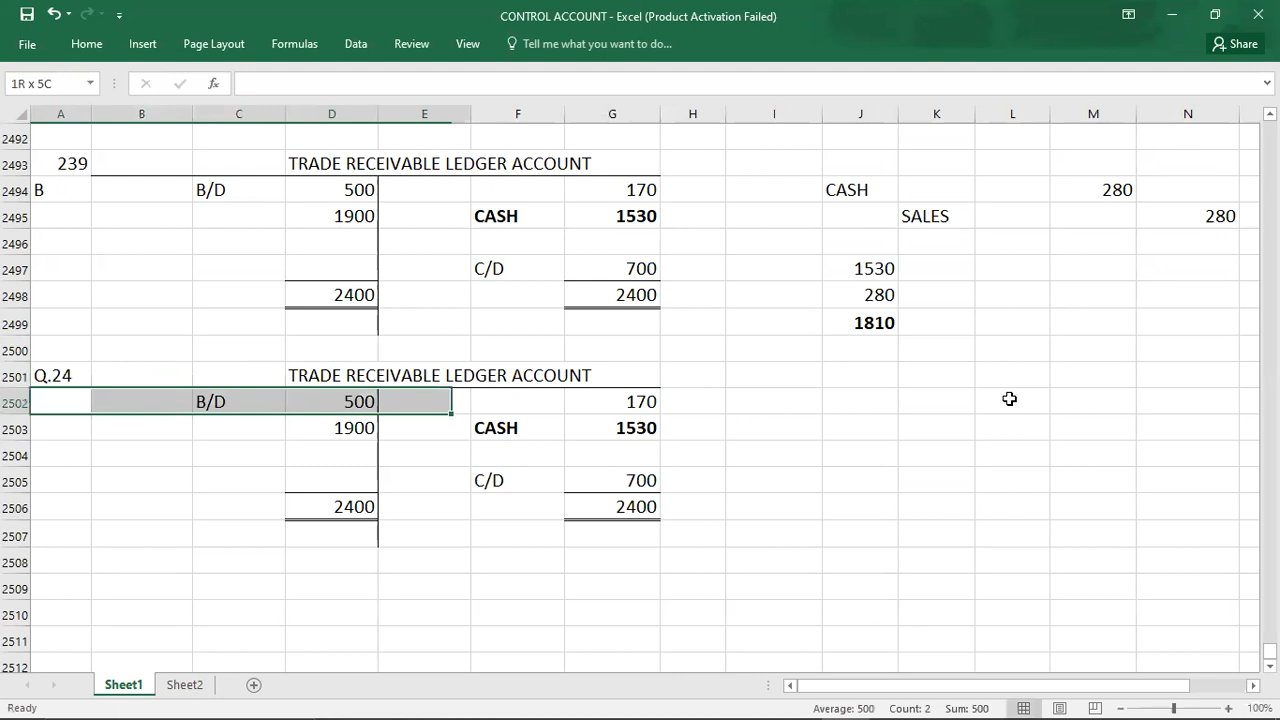 CONTROL ACCOUNT - Excel (Product Activation Failed)
File Home Insert Page Layout Formulas Data Review View Tell me what you want to do... Share
1R x 5C fx
A B C D E F G H I J K L M N
2492
2493 239 TRADE RECEIVABLE LEDGER ACCOUNT
2494 B B/D 500 170 CASH 280
2495 1900 CASH 1530 SALES 280
2496
2497 C/D 700 1530
2498 2400 2400 280
2499 1810
2500
2501 Q.24 TRADE RECEIVABLE LEDGER ACCOUNT
2502 B/D 500 170
2503 1900 CASH 1530
2504
2505 C/D 700
2506 2400 2400
2507
2508
2509
2510
2511
2512
Sheet1 Sheet2
Ready Average: 500 Count: 2 Sum: 500 100%